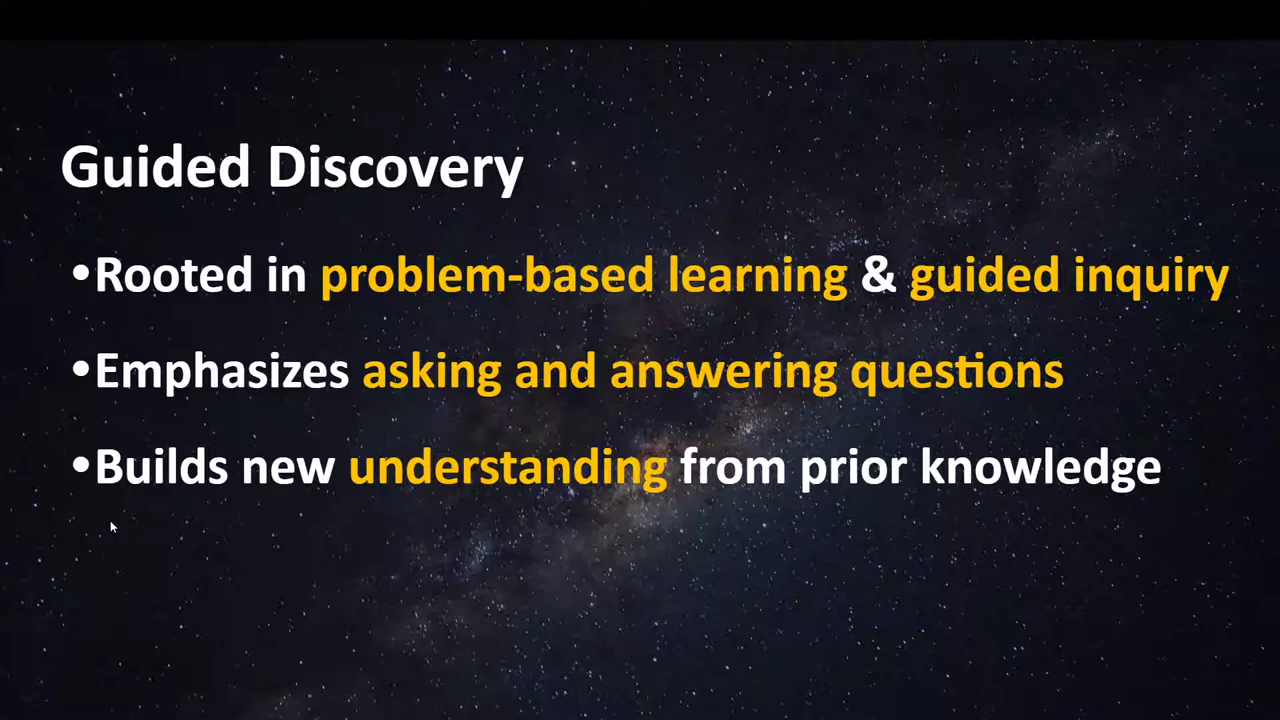 Guided Discovery
•Rooted in problem-based learning & guided inquiry
•Emphasizes asking and answering questions
•Builds new understanding from prior knowledge